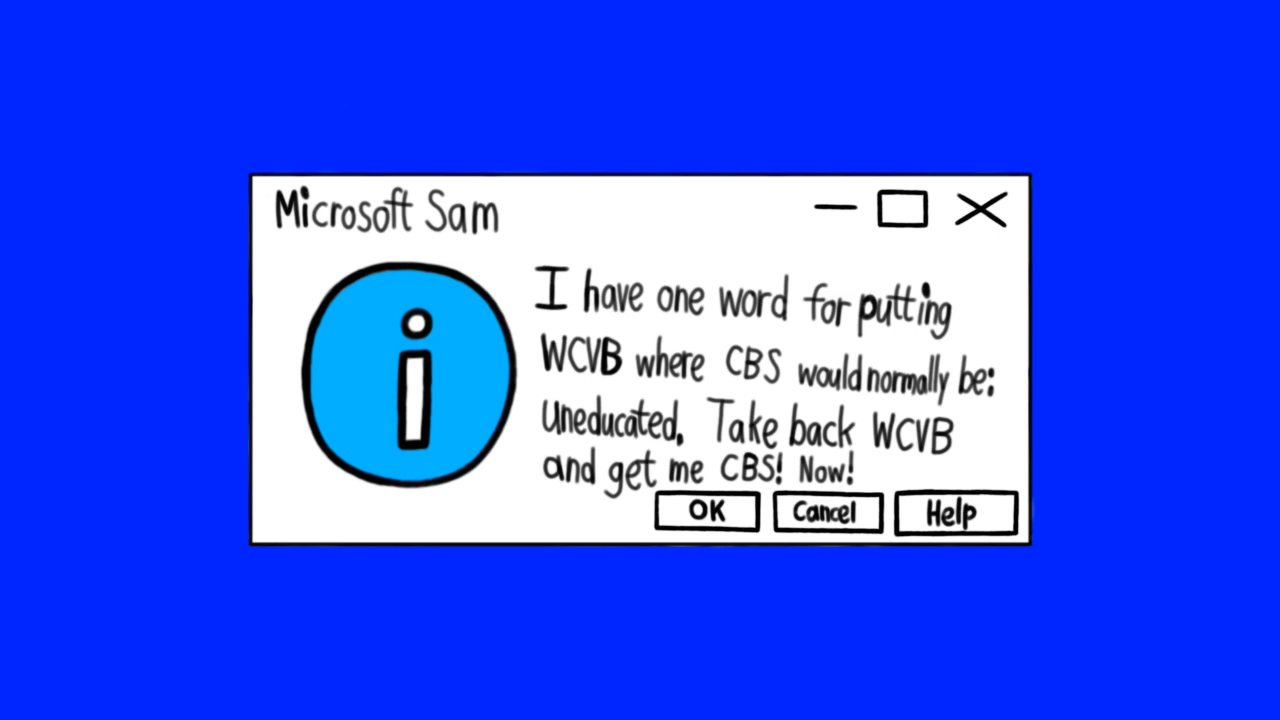 Microsoft Sam
I have one word for putting
WCVB where CBS would normally be:
Uneducated. Take back WCVB
and get me CBS! Now!
OK Cancel Help